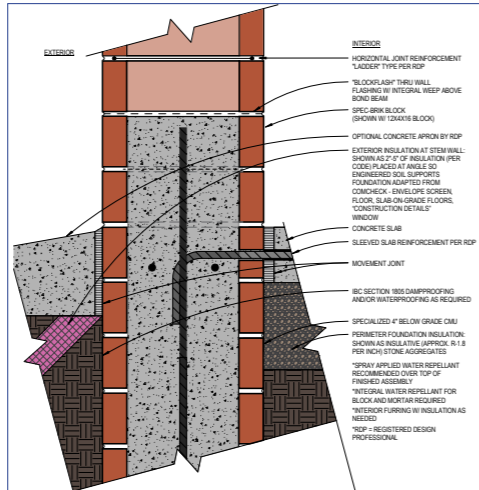 EXTERIOR
INTERIOR
HORIZONTAL JOINT REINFORCEMENT
"LADDER" TYPE PER RDP
"BLOCKFLASH" THRU WALL
FLASHING W/ INTEGRAL WEEP ABOVE
BOND BEAM
SPEC-BRIK BLOCK
(SHOWN W/ 12X4X16 BLOCK)
OPTIONAL CONCRETE APRON BY RDP
EXTERIOR INSULATION AT STEM WALL:
SHOWN AS 2"-5" OF INSULATION (PER
CODE) PLACED AT ANGLE SO
ENGINEERED SOIL SUPPORTS
FOUNDATION ADAPTED FROM
COMCHECK - ENVELOPE SCREEN,
FLOOR, SLAB-ON-GRADE FLOORS,
"CONSTRUCTION DETAILS"
WINDOW
CONCRETE SLAB
SLEEVED SLAB REINFORCEMENT PER RDP
MOVEMENT JOINT
IBC SECTION 1805 DAMPPROOFING
AND/OR WATERPROOFING AS REQUIRED
SPECIALIZED 4" BELOW GRADE CMU
PERIMETER FOUNDATION INSULATION:
SHOWN AS INSULATIVE (APPROX. R-1.8
PER INCH) STONE AGGREGATES
*SPRAY APPLIED WATER REPELLANT
RECOMMENDED OVER TOP OF
FINISHED ASSEMBLY
*INTEGRAL WATER REPELLANT FOR
BLOCK AND MORTAR REQUIRED
*INTERIOR FURRING W/ INSULATION AS
NEEDED
*RDP = REGISTERED DESIGN
PROFESSIONAL